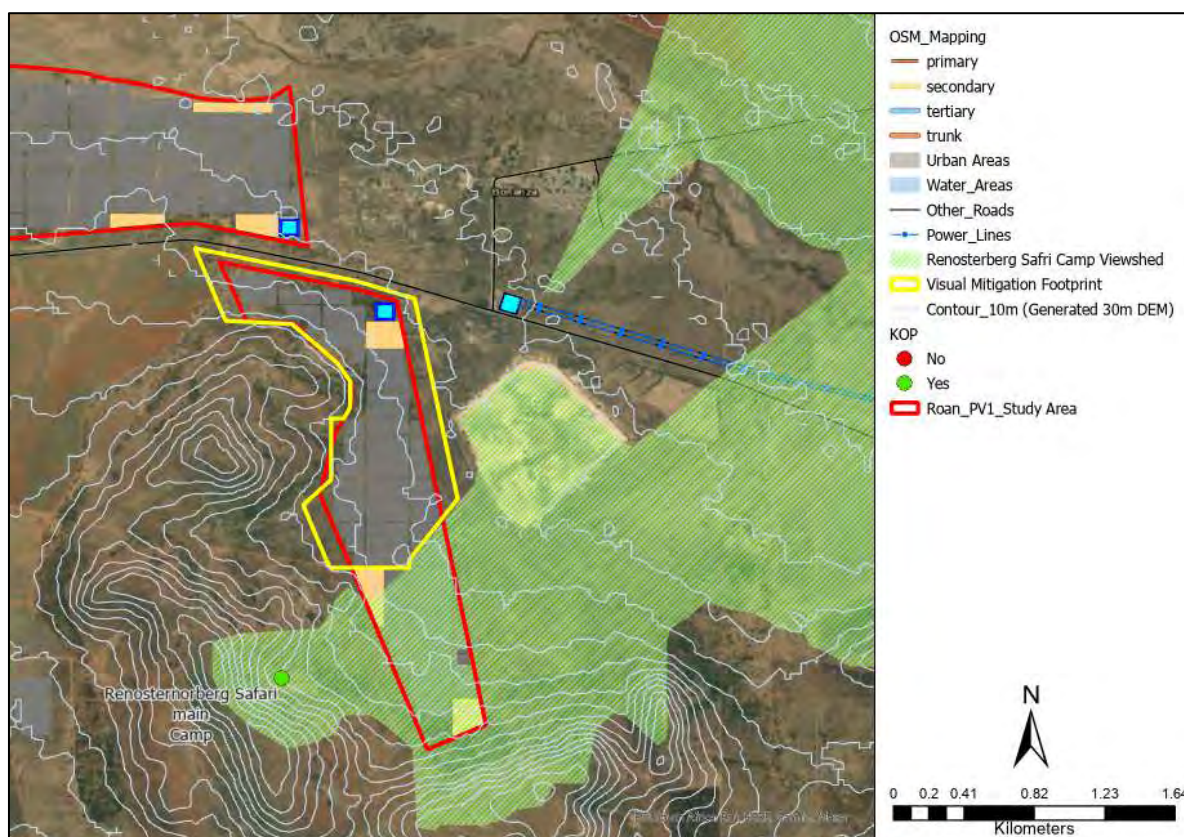 OSM_Mapping
primary
secondary
tertiary
trunk
Urban Areas
Water_Areas
Other_Roads
Power_Lines
Renosterberg Safri Camp Viewshed
Visual Mitigation Footprint
Contour_10m (Generated 30m DEM)
KOP
No
Yes
Roan_PV1_Study Area
Renosternorberg Safari
main
Camp
N
0 0.2 0.41 0.82 1.23 1.64
Kilometers